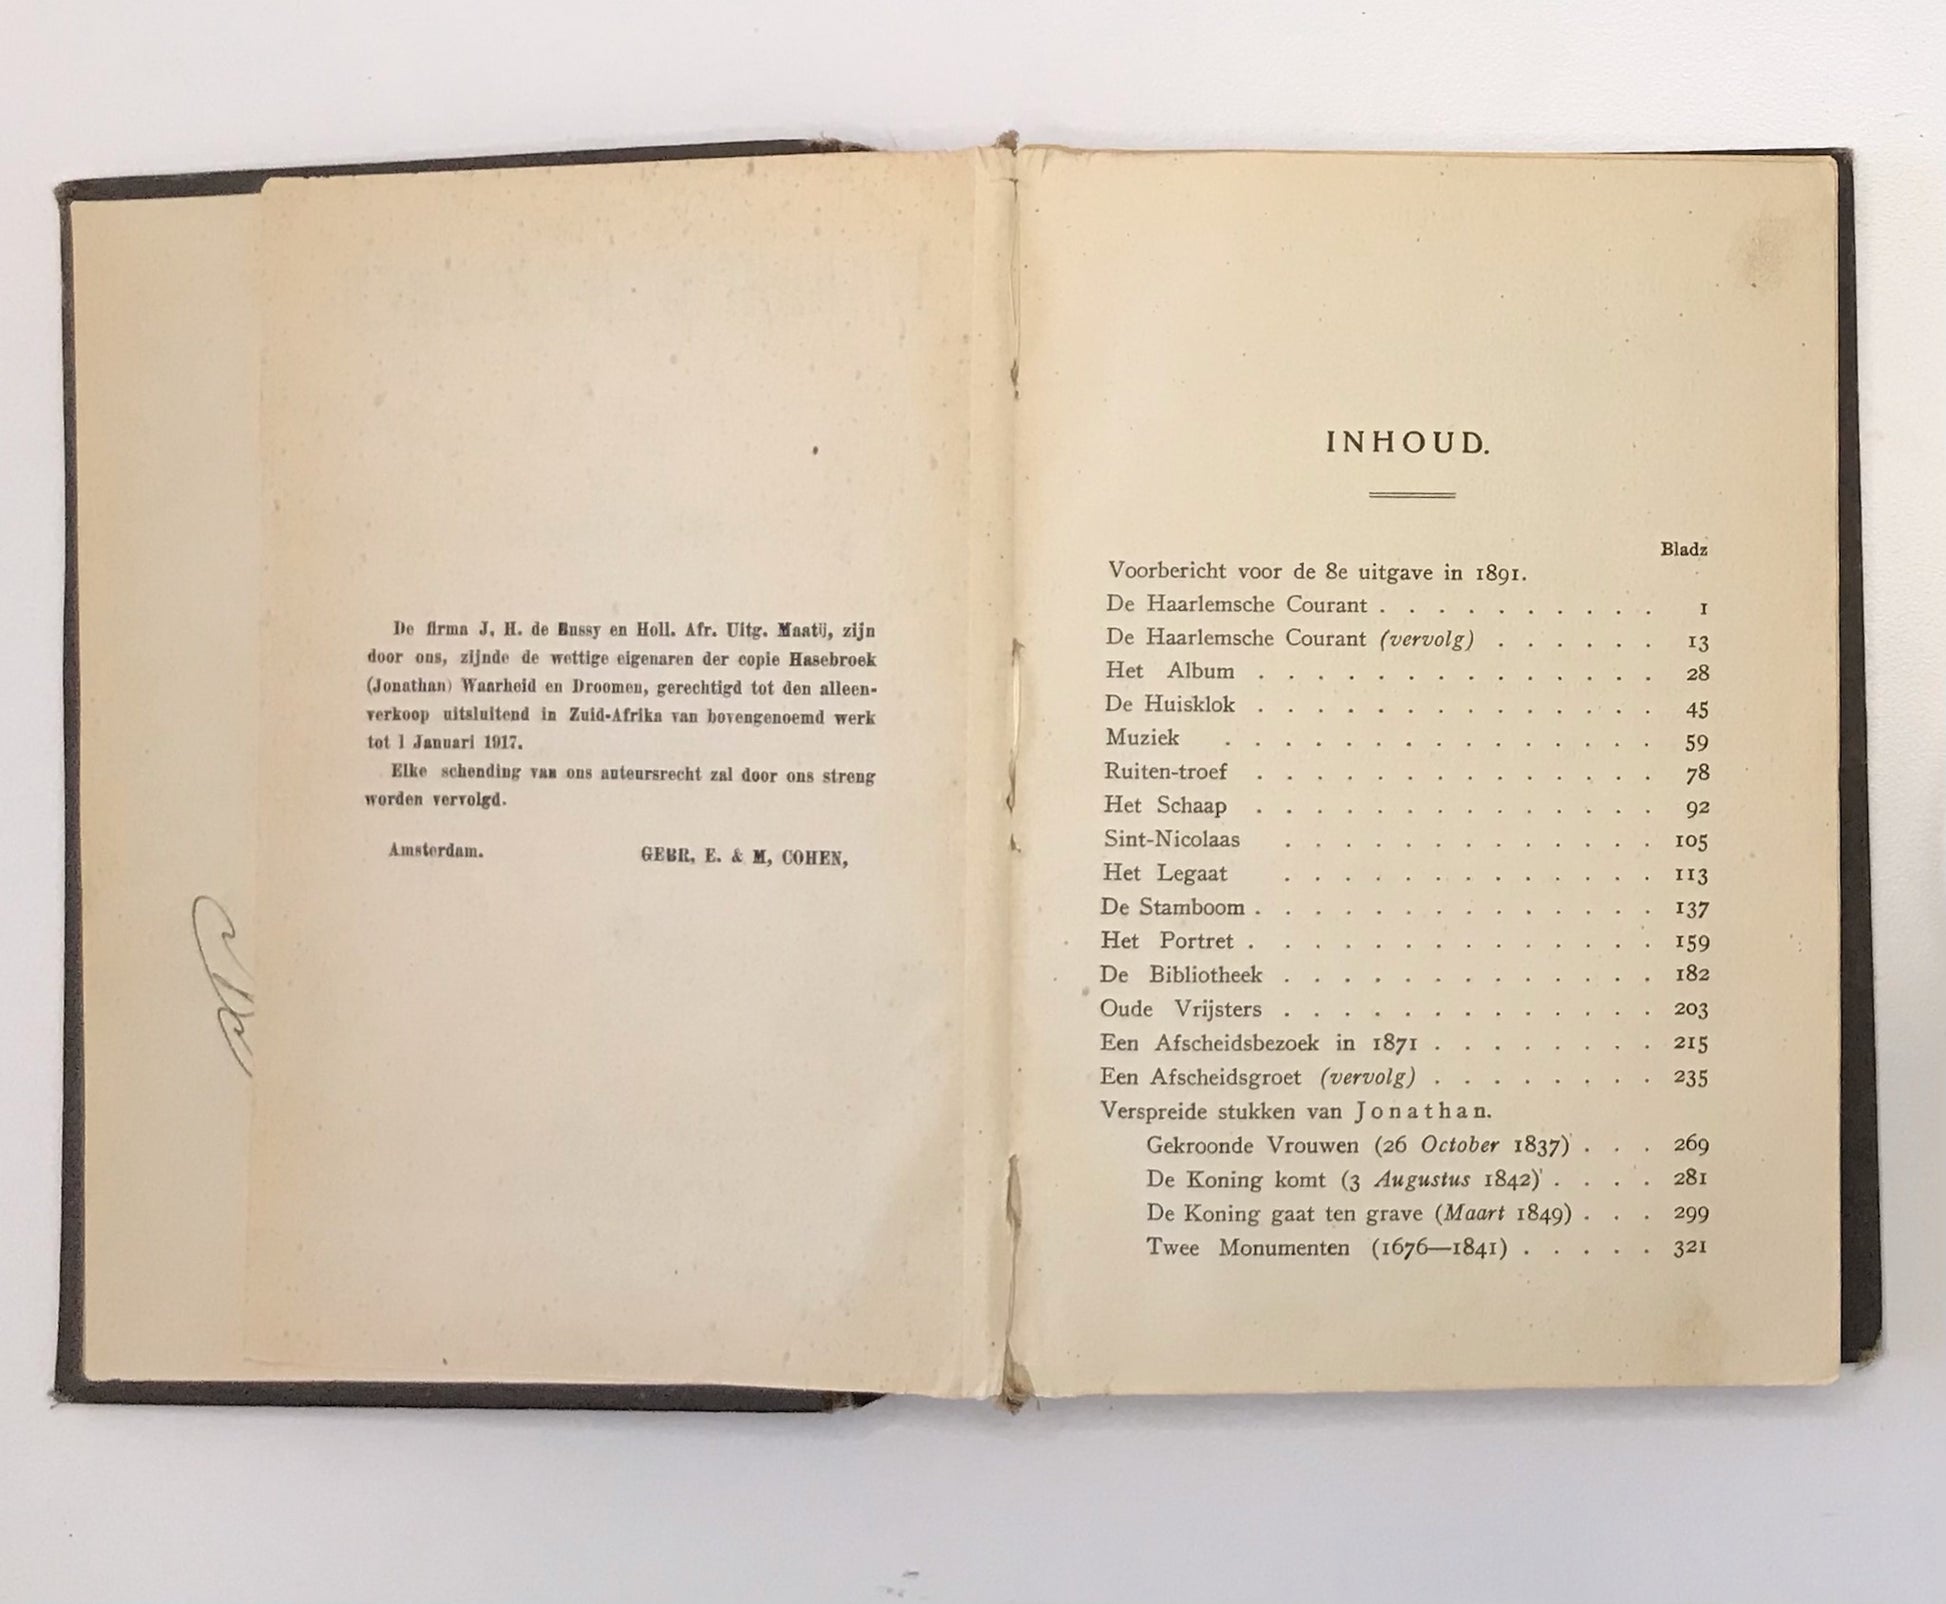 De firma J. H. de Bussy en Holl. Afr. Uitg. Maatij, zijn
door ons, zijnde de wettige eigenaren der copie Hasebroek
(Jonathan) Waarheid en Droomen, gerechtigd tot den alleen-
verkoop uitsluitend in Zuid-Afrika van bovengenoemd werk
tot 1 Januari 1917.
Elke schending van ons auteursrecht zal door ons streng
worden vervolgd.
Amsterdam. GEBR. E. & M, COHEN,
INHOUD.
Bladz
Voorbericht voor de 8e uitgave in 1891.
De Haarlemsche Courant . . . . . . . . . . 1
De Haarlemsche Courant (vervolg) . . . . . . 13
Het Album . . . . . . . . . . . . . . 28
De Huisklok . . . . . . . . . . . . . . 45
Muziek . . . . . . . . . . . . . . . 59
Ruiten-troef . . . . . . . . . . . . . . 78
Het Schaap . . . . . . . . . . . . . . 92
Sint-Nicolaas . . . . . . . . . . . . . 105
Het Legaat . . . . . . . . . . . . . 113
De Stamboom . . . . . . . . . . . . . . 137
Het Portret . . . . . . . . . . . . . . 159
De Bibliotheek . . . . . . . . . . . . . 182
Oude Vrijsters . . . . . . . . . . . . . 203
Een Afscheidsbezoek in 1871 . . . . . . . . 215
Een Afscheidsgroet (vervolg) . . . . . . . . 235
Verspreide stukken van Jonathan.
Gekroonde Vrouwen (26 October 1837) . . . 269
De Koning komt (3 Augustus 1842) . . . . 281
De Koning gaat ten grave (Maart 1849) . . . 299
Twee Monumenten (1676—1841) . . . . . 321